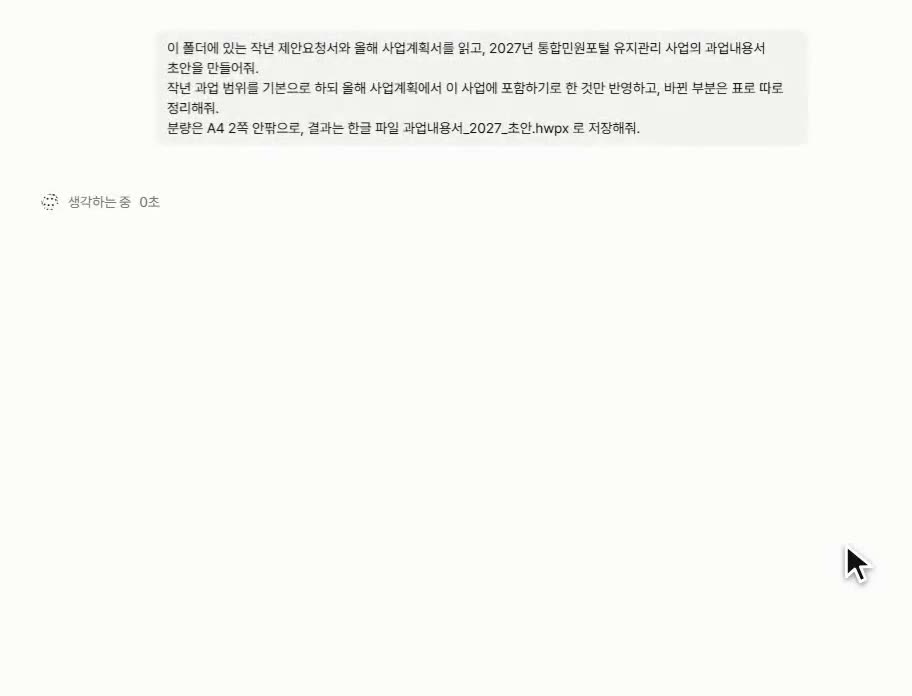 이 폴더에 있는 작년 제안요청서와 올해 사업계획서를 읽고, 2027년 통합민원포털 유지관리 사업의 과업내용서
초안을 만들어줘.
작년 과업 범위를 기본으로 하되 올해 사업계획에서 이 사업에 포함하기로 한 것만 반영하고, 바뀐 부분은 표로 따로
정리해줘.
분량은 A4 2쪽 안팎으로, 결과는 한글 파일 과업내용서_2027_초안.hwpx 로 저장해줘.
생각하는 중 0초